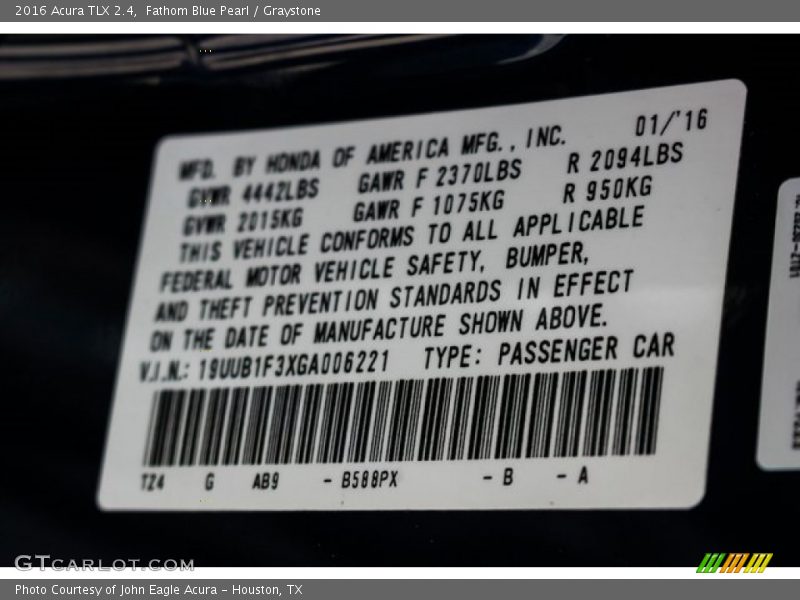 2016 Acura TLX 2.4, Fathom Blue Pearl / Graystone
01/'16
MFD. BY HONDA OF AMERICA MFG., INC.
GVWR 4442LBS GAWR F 2370LBS R 2094LBS
GVWR 2015KG GAWR F 1075KG R 950KG
THIS VEHICLE CONFORMS TO ALL APPLICABLE
FEDERAL MOTOR VEHICLE SAFETY, BUMPER,
AND THEFT PREVENTION STANDARDS IN EFFECT
ON THE DATE OF MANUFACTURE SHOWN ABOVE.
V.I.N.: 19UUB1F3XGA006221 TYPE: PASSENGER CAR
TZ4 G AB9 - B588PX - B - A
GTCARLOT.COM
Photo Courtesy of John Eagle Acura - Houston, TX